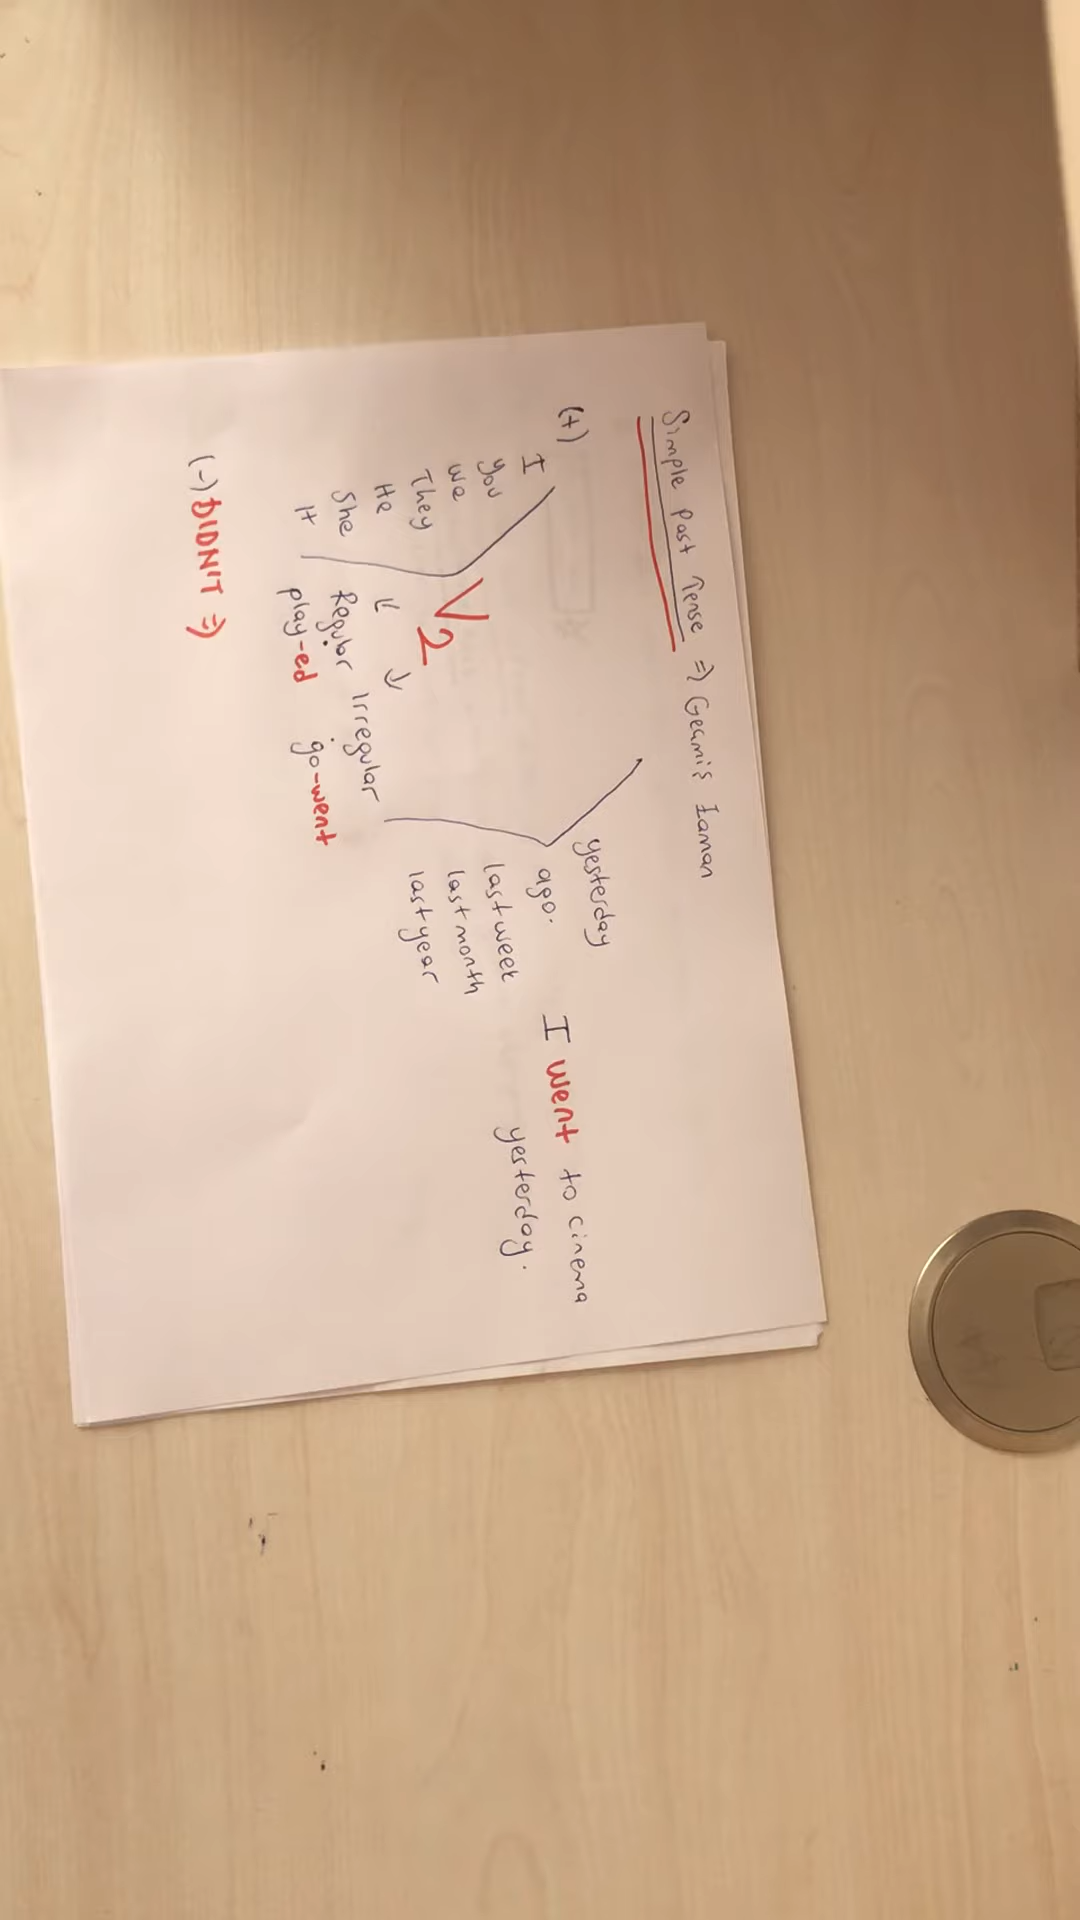 Simple Past Tense => Geçmiş Zaman
(+)
I
you
we
They
He
She
It
V2
Regular Irregular
play-ed go-went
yesterday
ago.
last week
last month
last year
I went to cinema
yesterday.
(-) DIDN'T =>